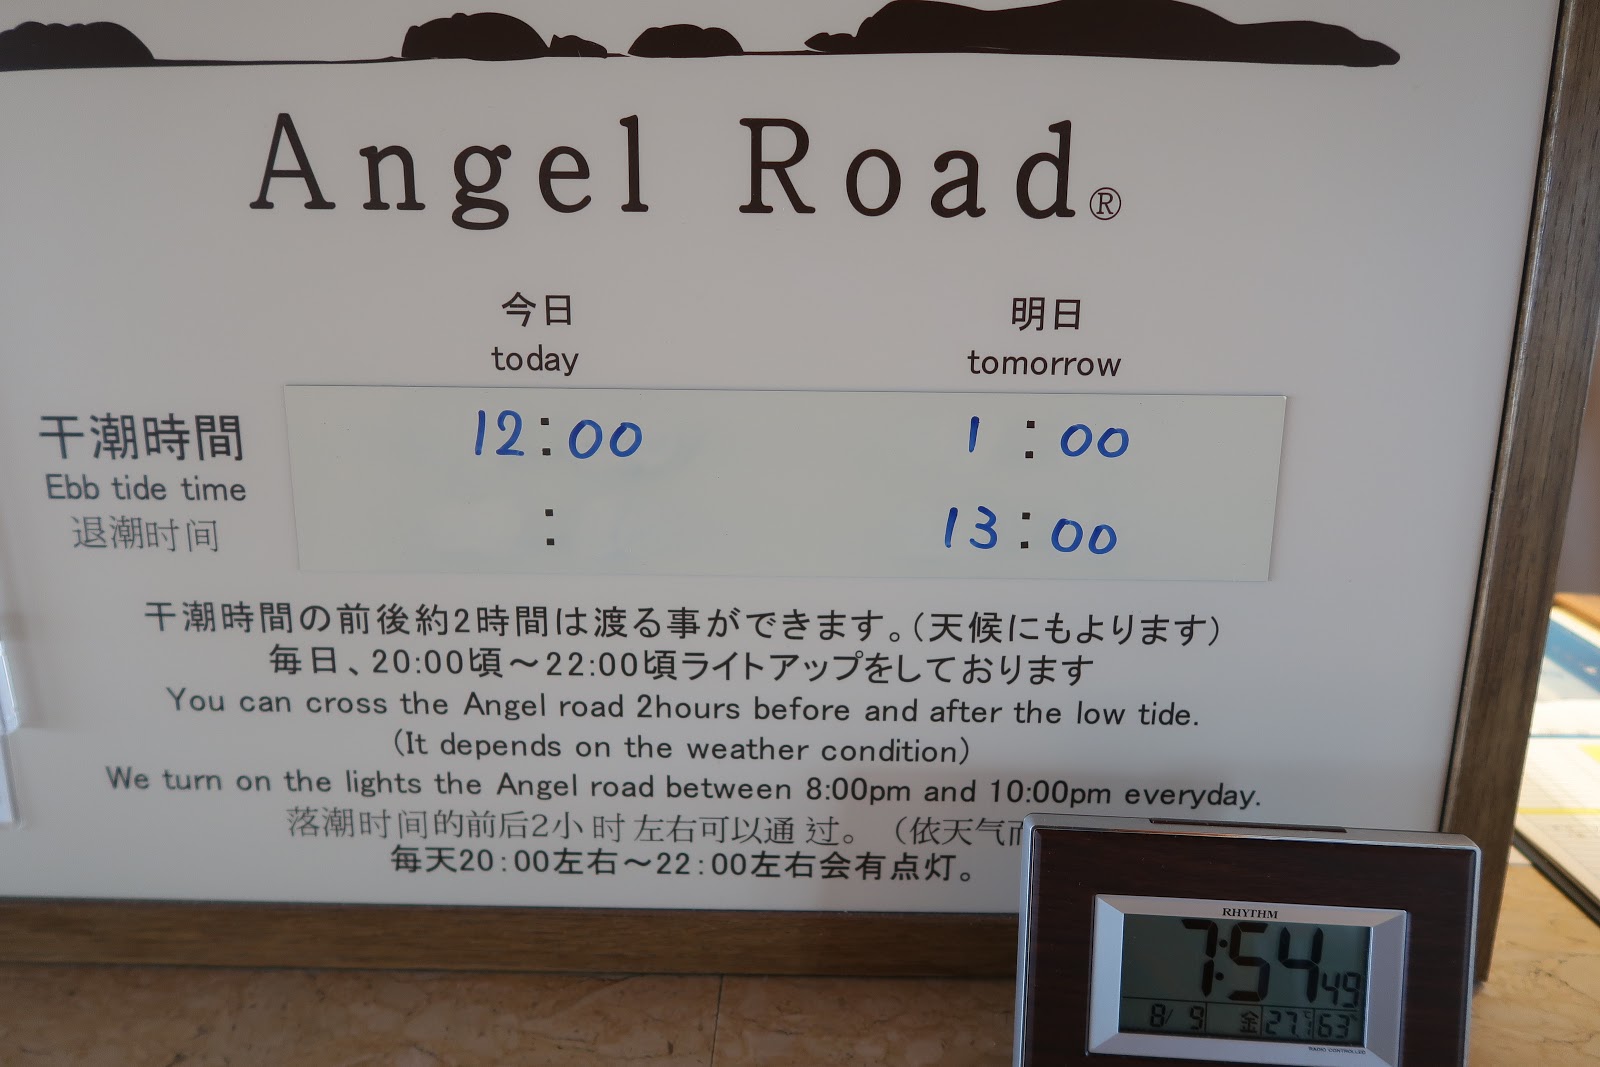 Angel Road®
今日 明日
today tomorrow
干潮時間 12:00 1:00
Ebb tide time
退潮时间 : 13:00
干潮時間の前後約2時間は渡る事ができます。(天候にもよります)
毎日、20:00頃～22:00頃ライトアップをしております
You can cross the Angel road 2hours before and after the low tide.
(It depends on the weather condition)
We turn on the lights the Angel road between 8:00pm and 10:00pm everyday.
落潮时间的前后2小时左右可以通过。（依天气而
每天20:00左右～22:00左右会有点灯。
RHYTHM
7:54 49
8/ 9 金 27.5℃ 63%
RADIO CONTROLLED